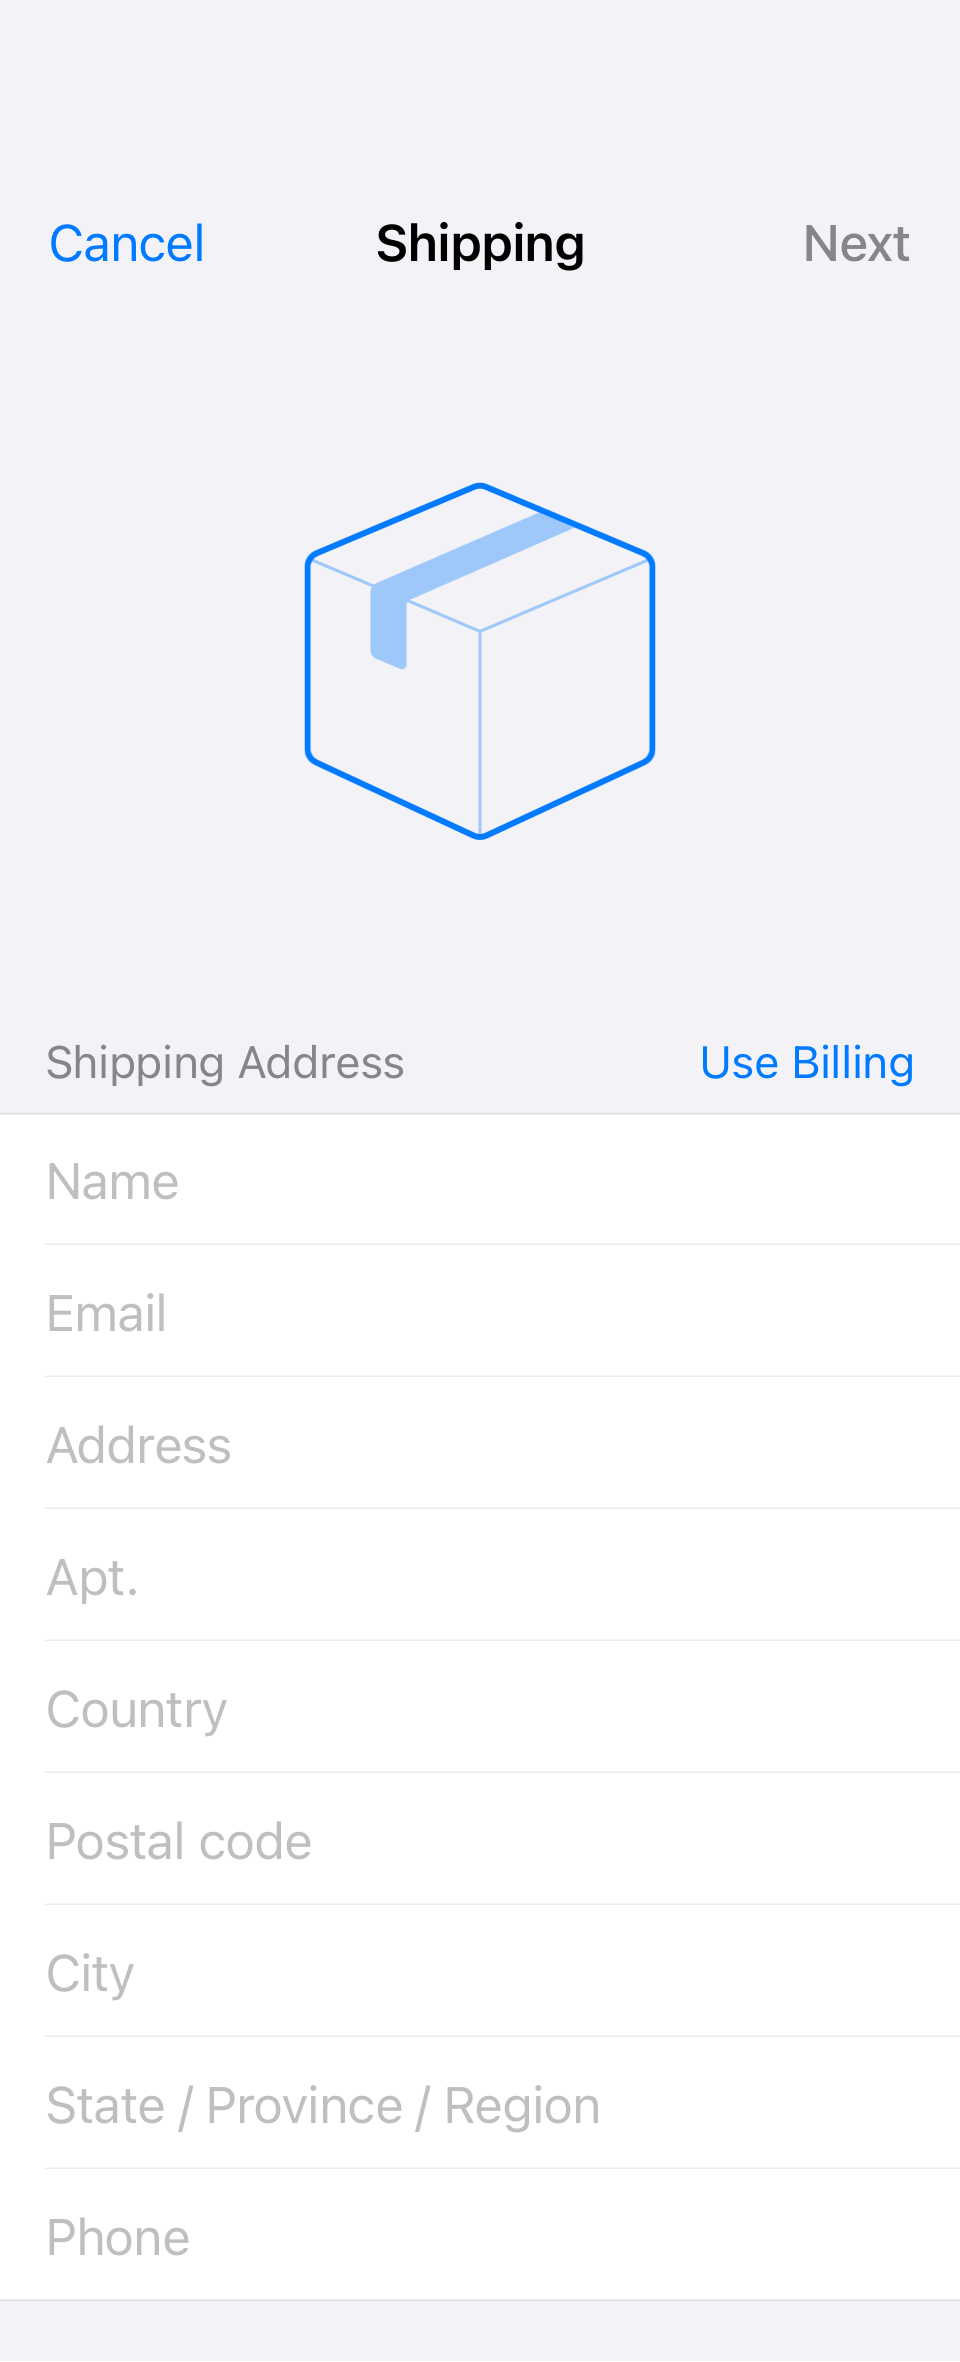 Cancel Shipping Next
Shipping Address Use Billing
Name
Email
Address
Apt.
Country
Postal code
City
State / Province / Region
Phone